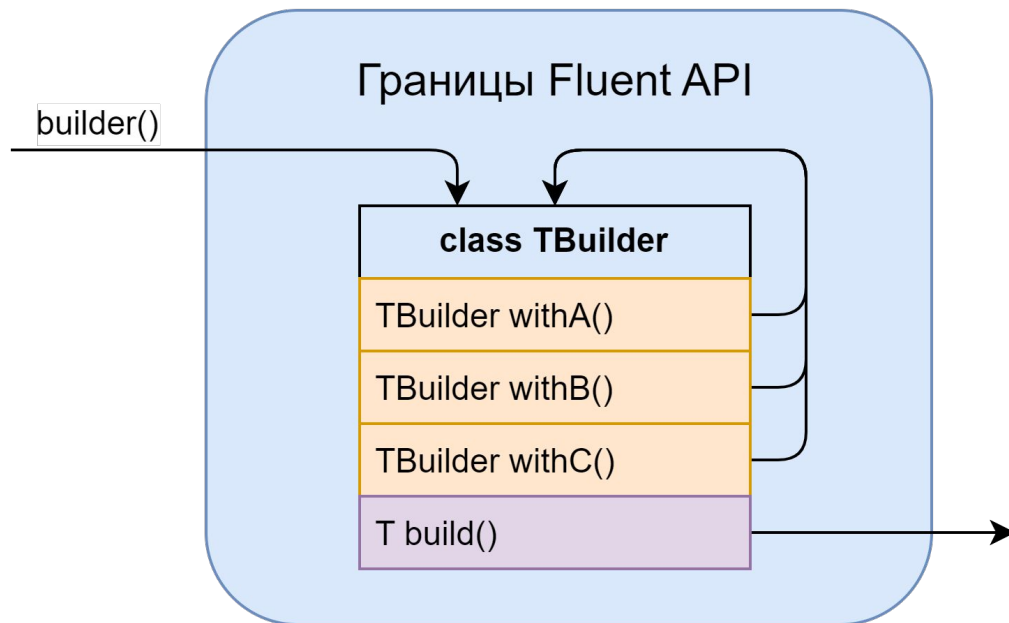 Границы Fluent API
builder()
class TBuilder
TBuilder withA()
TBuilder withB()
TBuilder withC()
T build()